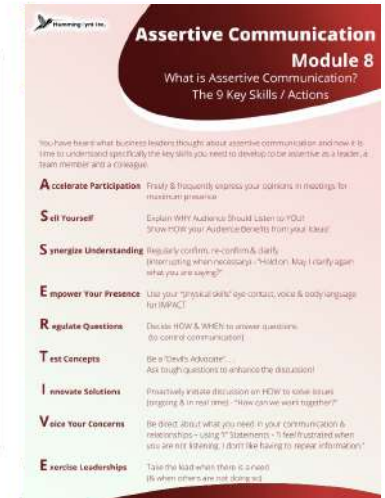 HummingByrd Inc.
Assertive Communication
Module 8
What is Assertive Communication?
The 9 Key Skills / Actions
You have heard what business leaders thought about assertive communication and now it is
time to understand specifically the key skills you need to develop to be assertive as a leader, a
team member and a colleague.
Accelerate Participation Freely & frequently express your opinions in meetings for
maximum presence
Sell Yourself Explain WHY Audience Should Listen to YOU!
Show HOW your Audience Benefits from your Ideas!
Synergize Understanding Regularly confirm, re-confirm & clarify
(interrupting when necessary) - "Hold on. May I clarify again
what you are saying?"
Empower Your Presence Use your "physical skills" eye contact, voice & body language
for IMPACT
Regulate Questions Decide HOW & WHEN to answer questions
(to control communication)
Test Concepts Be a "Devil's Advocate"...
Ask tough questions to enhance the discussion!
Innovate Solutions Proactively initiate discussion on HOW to solve issues
(ongoing & in real time) - "How can we work together?"
Voice Your Concerns Be direct about what you need in your communication &
relationships - using "I" Statements - "I feel frustrated when
you are not listening. I don't like having to repeat information."
Exercise Leaderships Take the lead when there is a need
(& when others are not doing so)